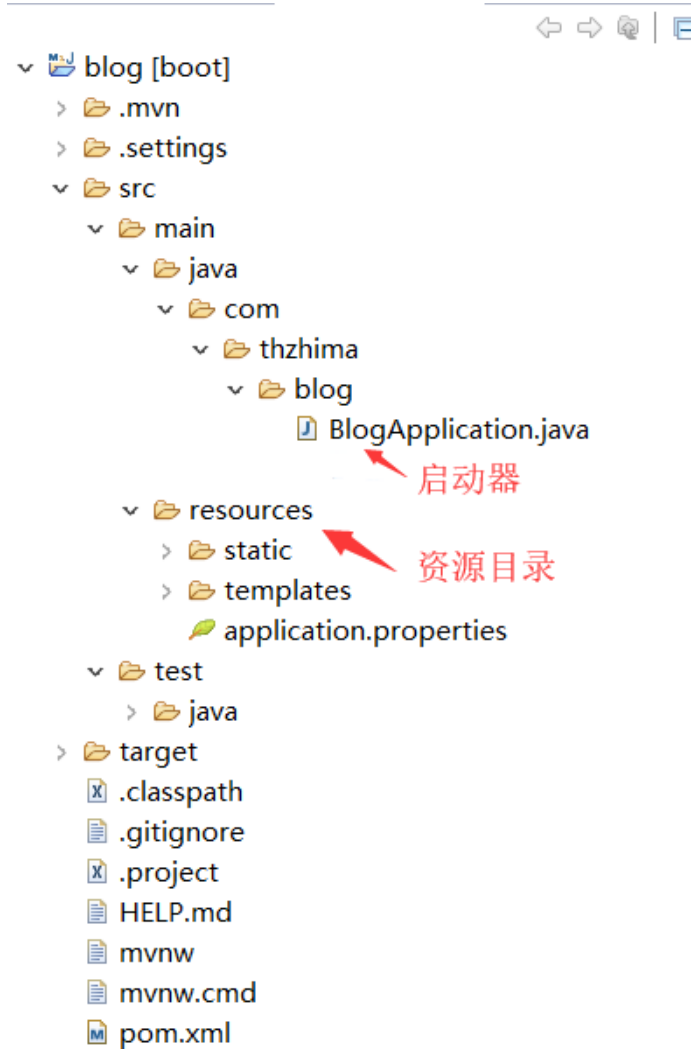 blog [boot]
.mvn
.settings
src
main
java
com
thzhima
blog
BlogApplication.java
启动器
resources
static
资源目录
templates
application.properties
test
java
target
.classpath
.gitignore
.project
HELP.md
mvnw
mvnw.cmd
pom.xml